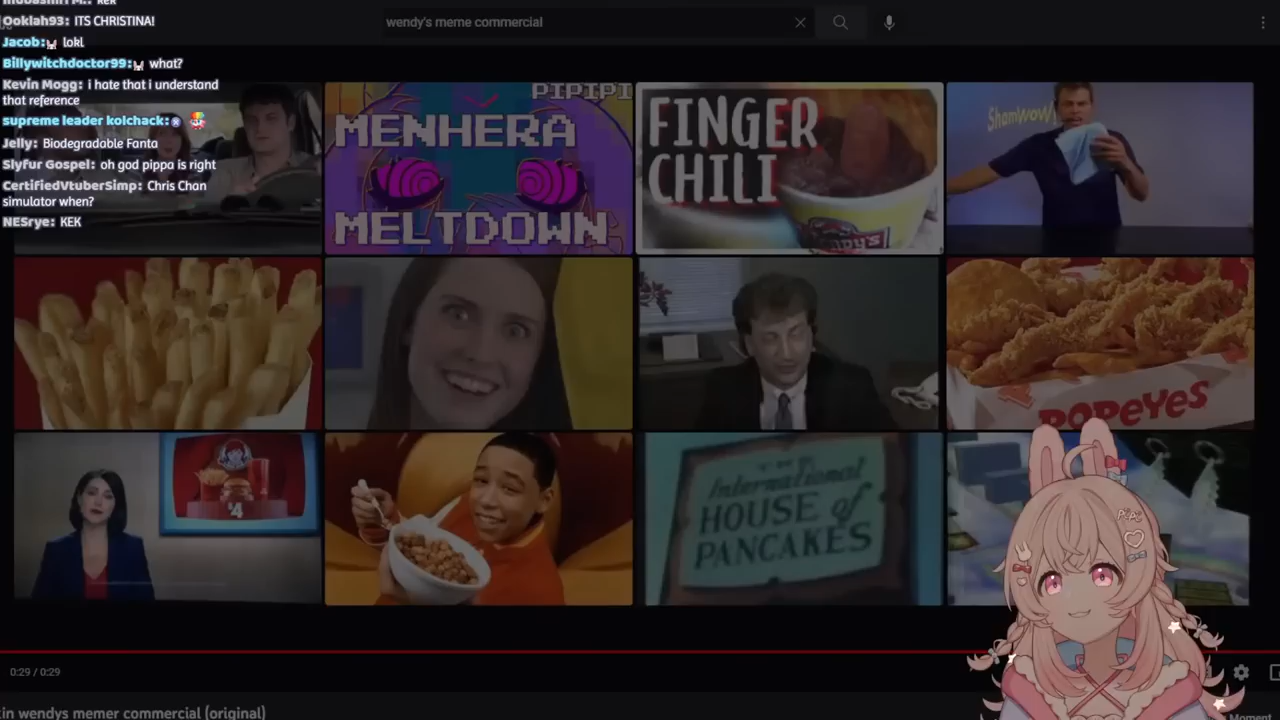 KEK
Ooklah93: ITS CHRISTINA!
Jacob: lokl
Billywitchdoctor99: what?
Kevin Mogg: i hate that i understand
that reference
supreme leader kolchack:
Jelly: Biodegradable Fanta
Slyfur Gospel: oh god pippa is right
CertifiedVtuberSimp: Chris Chan
simulator when?
NESrye: KEK
wendy's meme commercial
PIPIPI
MENHERA
MELTDOWN
FINGER
CHILI
ShamWow!
POPEYES
$4
International
HOUSE of
PANCAKES
0:29 / 0:29
in wendys memer commercial (original)
Moment